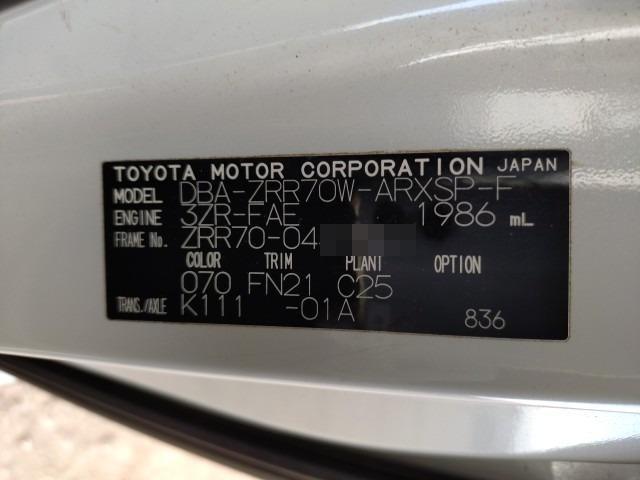 TOYOTA MOTOR CORPORATION JAPAN
MODEL DBA-ZRR70W-ARXSP-F
ENGINE 3ZR-FAE 1986 mL
FRAME No. ZRR70-04
COLOR TRIM PLANT OPTION
070 FN21 C25
TRANS./AXLE K111 -01A 836